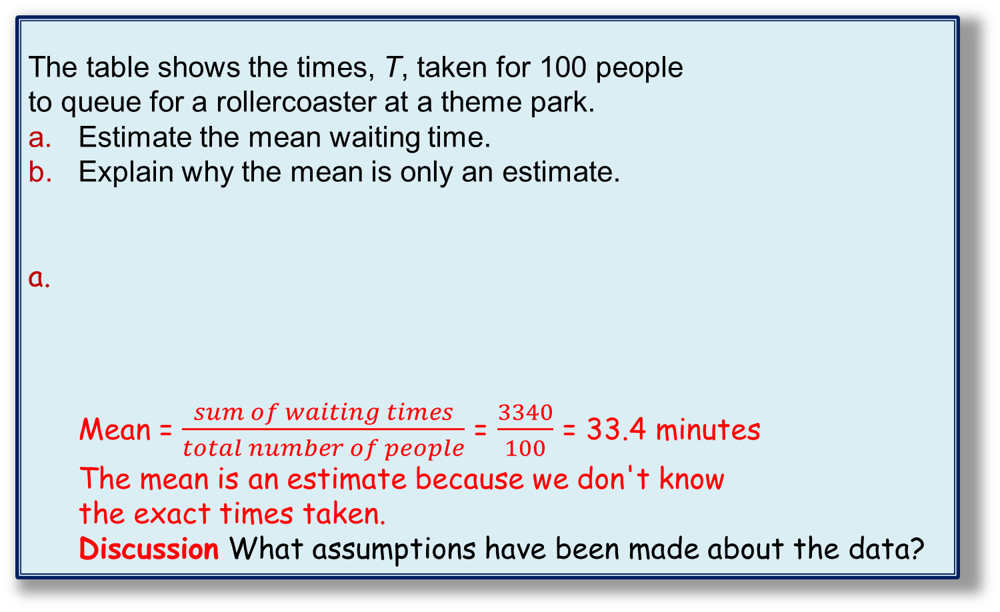 The table shows the times, T, taken for 100 people
to queue for a rollercoaster at a theme park.
a. Estimate the mean waiting time.
b. Explain why the mean is only an estimate.
a.
Mean = sum of waiting times / total number of people = 3340 / 100 = 33.4 minutes
The mean is an estimate because we don't know
the exact times taken.
Discussion What assumptions have been made about the data?